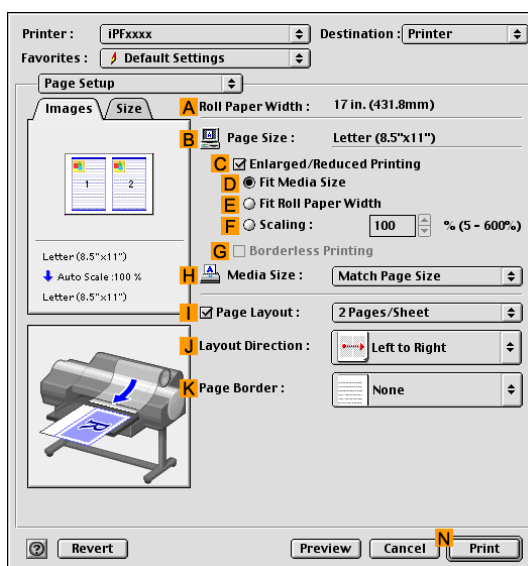 Printer : iPFxxxx Destination : Printer
Favorites : Default Settings
Page Setup
Images Size
1 2
Letter (8.5"x11")
Auto Scale :100 %
Letter (8.5"x11")
A Roll Paper Width : 17 in. (431.8mm)
B Page Size : Letter (8.5"x11")
C Enlarged/Reduced Printing
D Fit Media Size
E Fit Roll Paper Width
F Scaling : 100 % (5 - 600%)
G Borderless Printing
H A Media Size : Match Page Size
I Page Layout : 2 Pages/Sheet
J Layout Direction : Left to Right
K Page Border : None
R
? Revert Preview Cancel N Print